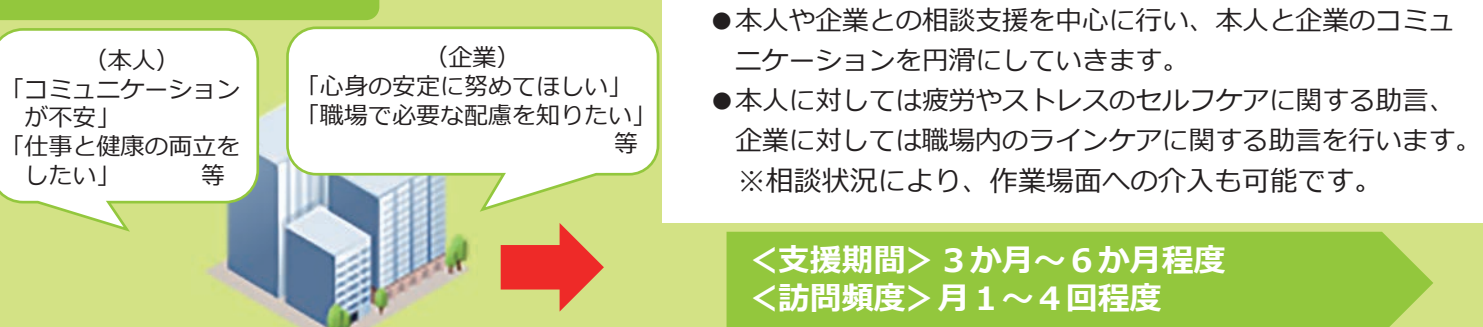 （本人）
「コミュニケーション
が不安」
「仕事と健康の両立を
したい」　　　　等
（企業）
「心身の安定に努めてほしい」
「職場で必要な配慮を知りたい」
等
●本人や企業との相談支援を中心に行い、本人と企業のコミュ
ニケーションを円滑にしていきます。
●本人に対しては疲労やストレスのセルフケアに関する助言、
企業に対しては職場内のラインケアに関する助言を行います。
※相談状況により、作業場面への介入も可能です。
＜支援期間＞３か月～６か月程度
＜訪問頻度＞月１～４回程度